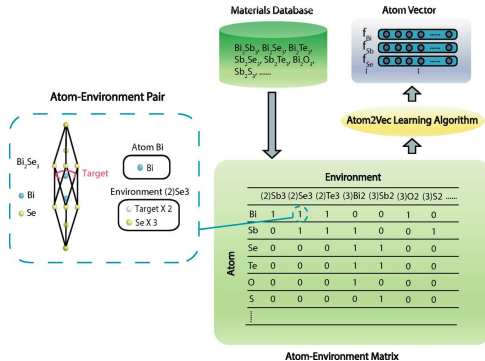 Materials Database
Atom Vector
Bi2Sb3, Bi2Se3, Bi2Te3,
Sb2Se3, Sb2Te3, Bi2O3,
Sb2S3, ......
fBi
fSb
fSe
......
......
......
Atom2Vec Learning Algorithm
Atom-Environment Pair
Bi2Se3
Target
Bi
Se
Atom Bi
Bi
Environment (2)Se3
Target X 2
Se X 3
Environment
(2)Sb3 (2)Se3 (2)Te3 (3)Bi2 (3)Sb2 (3)O2 (3)S2 ......
Atom
Bi 1 1 1 0 0 1 0
Sb 0 1 1 1 0 0 1
Se 0 0 0 1 1 0 0
Te 0 0 0 1 1 0 0
O 0 0 0 1 0 0 0
S 0 0 0 0 1 0 0
Atom-Environment Matrix